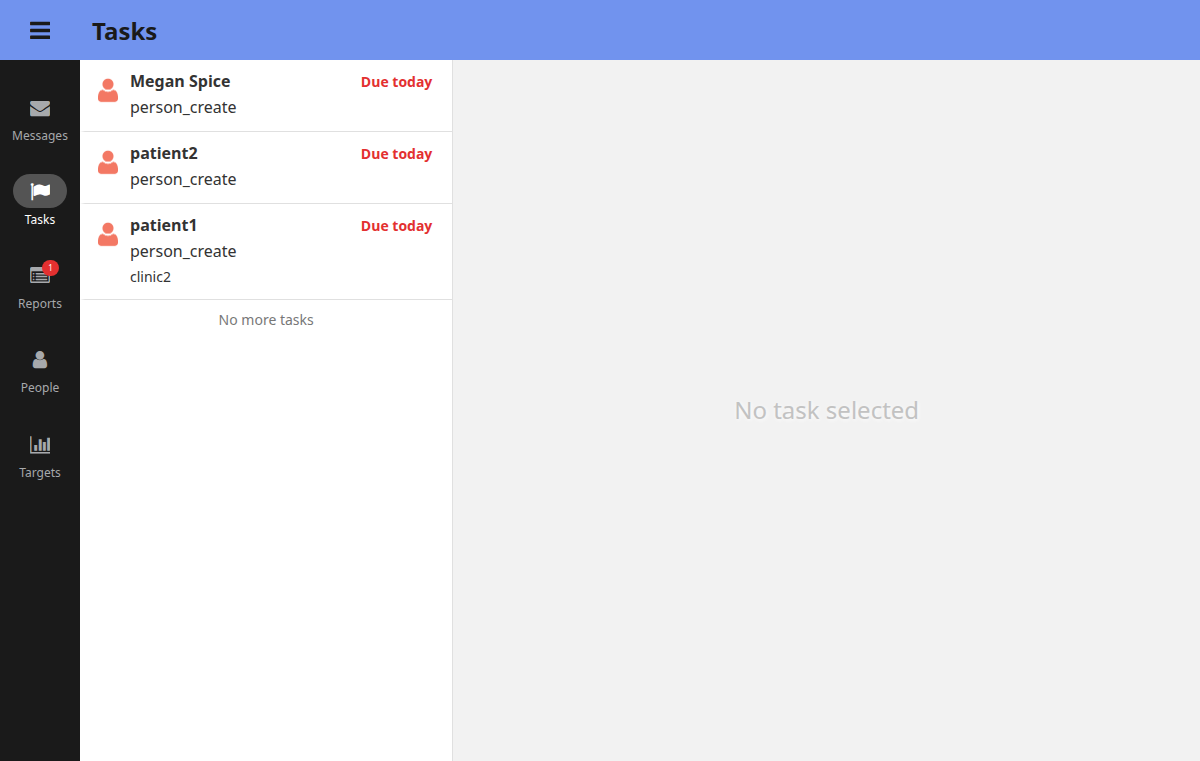 Tasks
Messages
Tasks
1
Reports
People
Targets
Megan Spice
Due today
person_create
patient2
Due today
person_create
patient1
Due today
person_create
clinic2
No more tasks
No task selected